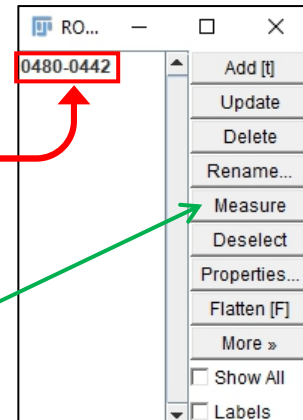 RO...
0480-0442
Add [t]
Update
Delete
Rename...
Measure
Deselect
Properties...
Flatten [F]
More »
Show All
Labels